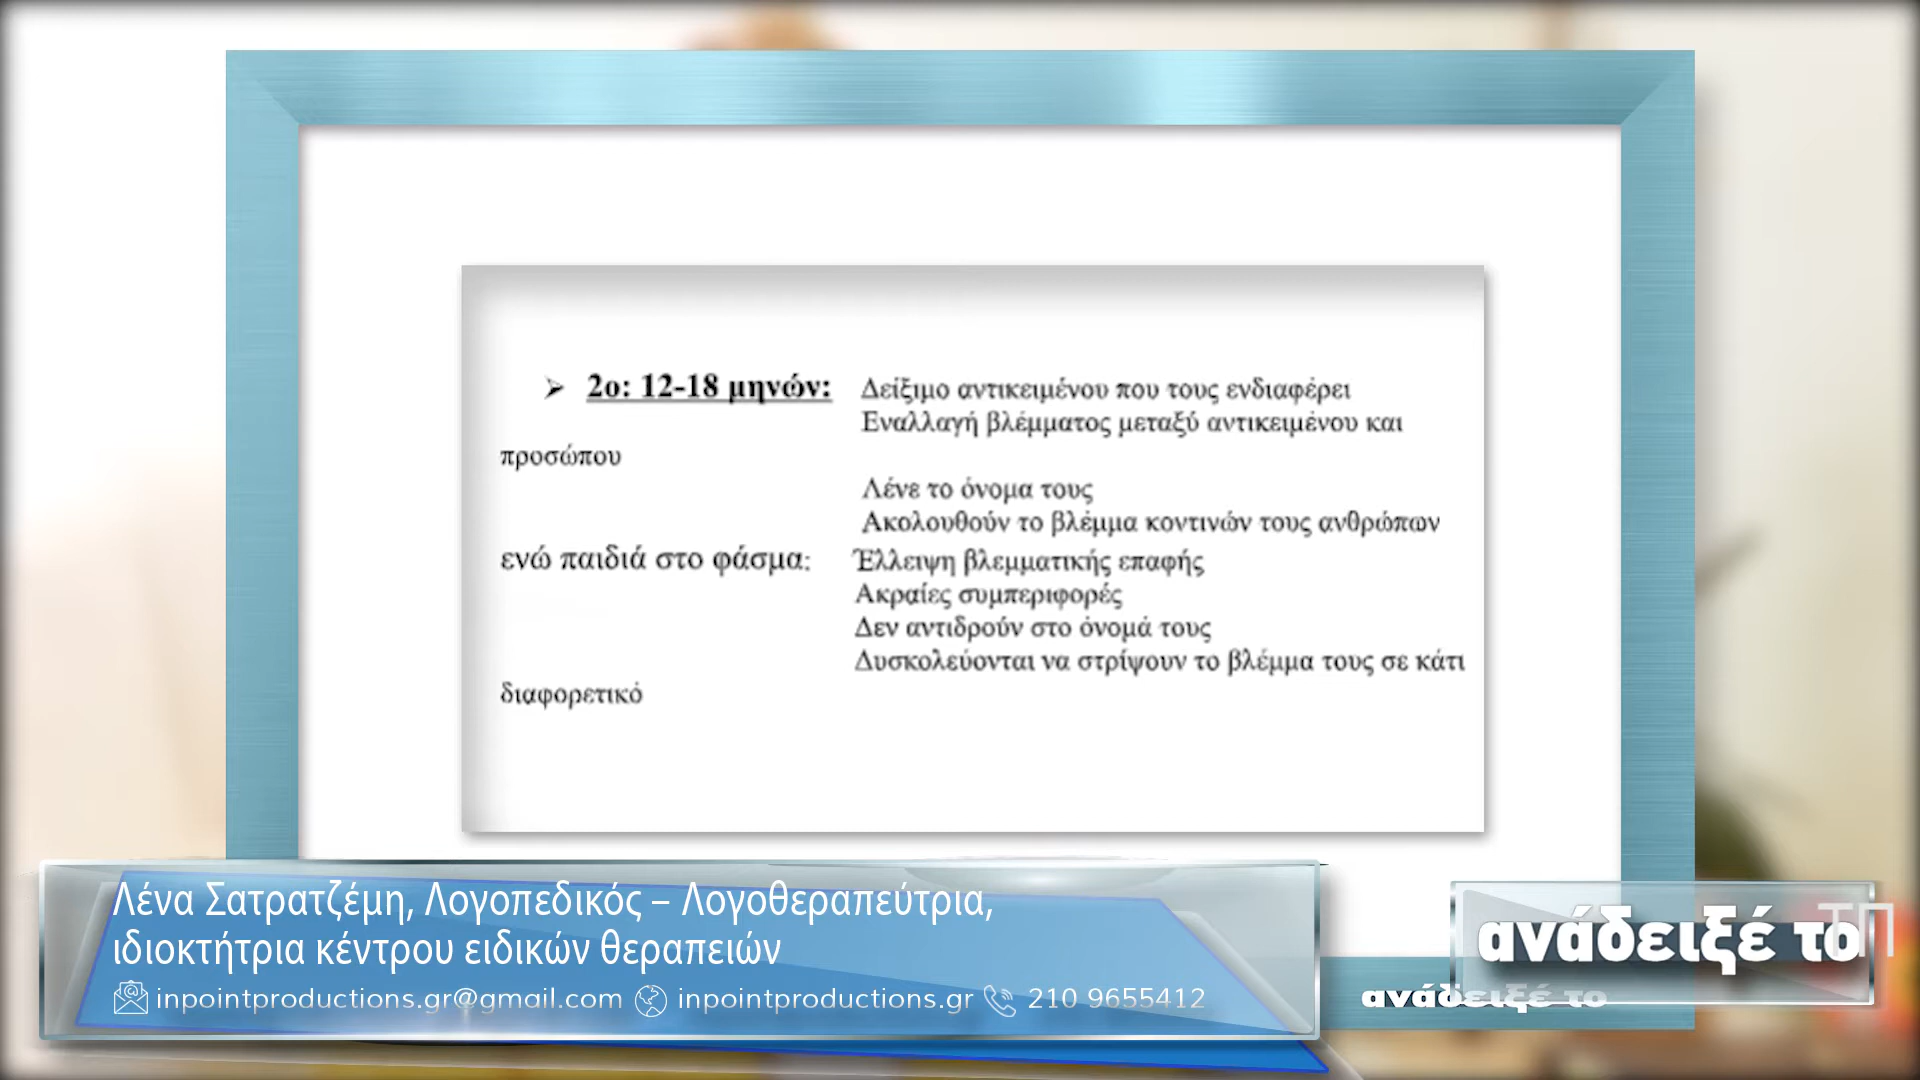 ➢ 2ο: 12-18 μηνών: Δείξιμο αντικειμένου που τους ενδιαφέρει
Εναλλαγή βλέμματος μεταξύ αντικειμένου και
προσώπου
Λένε το όνομα τους
Ακολουθούν το βλέμμα κοντινών τους ανθρώπων
ενώ παιδιά στο φάσμα: Έλλειψη βλεμματικής επαφής
Ακραίες συμπεριφορές
Δεν αντιδρούν στο όνομά τους
Δυσκολεύονται να στρίψουν το βλέμμα τους σε κάτι
διαφορετικό
Λένα Σατρατζέμη, Λογοπεδικός – Λογοθεραπεύτρια,
ιδιοκτήτρια κέντρου ειδικών θεραπειών
inpointproductions.gr@gmail.com inpointproductions.gr 210 9655412
ανάδειξέ το
ΤΠ
ανάδειξέ το